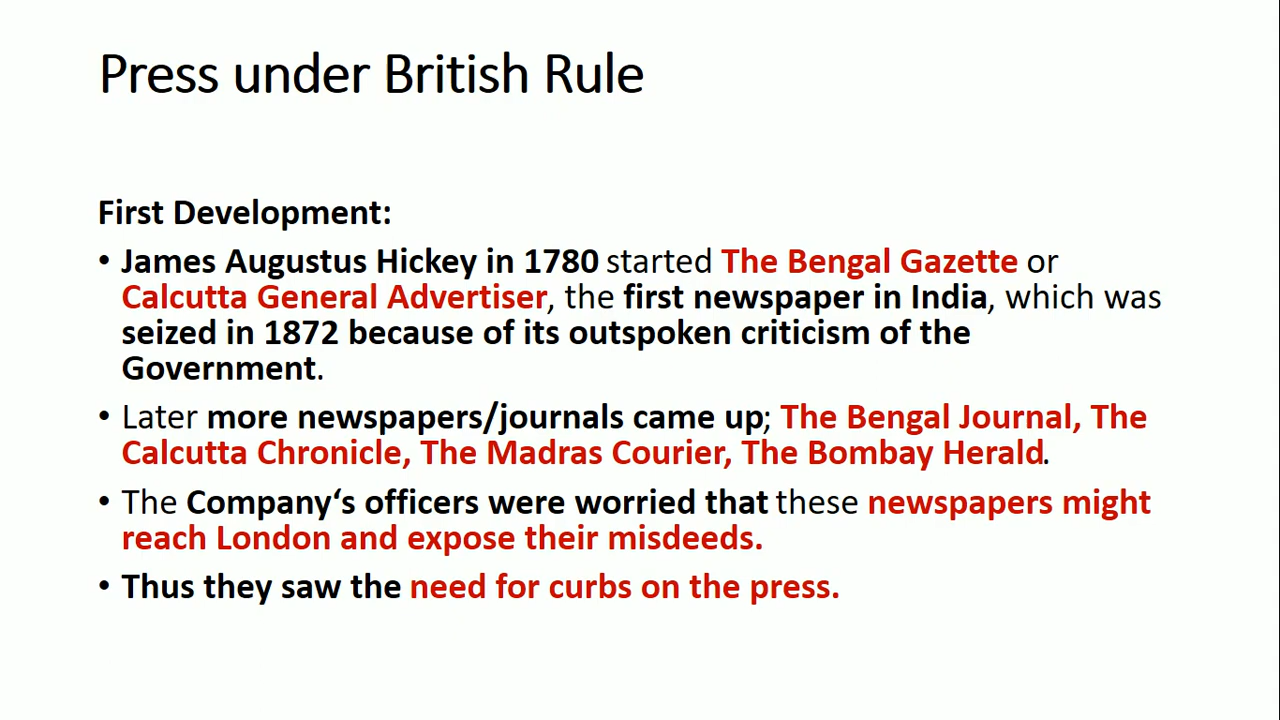 Press under British Rule
First Development:
• James Augustus Hickey in 1780 started The Bengal Gazette or
Calcutta General Advertiser, the first newspaper in India, which was
seized in 1872 because of its outspoken criticism of the
Government.
• Later more newspapers/journals came up; The Bengal Journal, The
Calcutta Chronicle, The Madras Courier, The Bombay Herald.
• The Company‘s officers were worried that these newspapers might
reach London and expose their misdeeds.
• Thus they saw the need for curbs on the press.